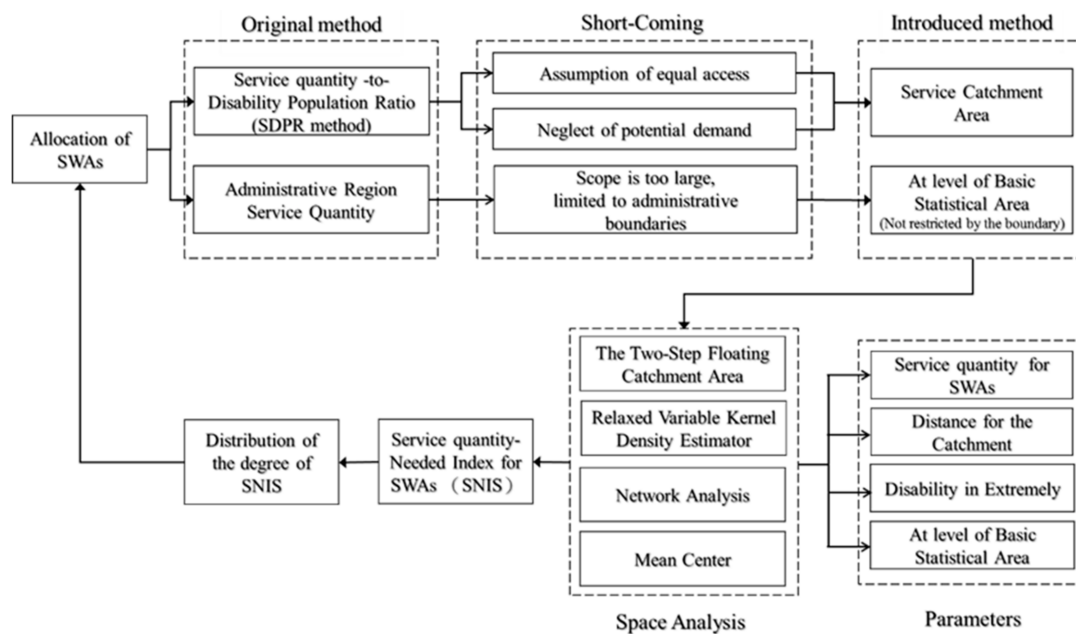 Original method
Short-Coming
Introduced method
Service quantity -to-
Disability Population Ratio
(SDPR method)
Assumption of equal access
Neglect of potential demand
Service Catchment
Area
Allocation of
SWAs
Administrative Region
Service Quantity
Scope is too large,
limited to administrative
boundaries
At level of Basic
Statistical Area
(Not restricted by the boundary)
The Two-Step Floating
Catchment Area
Relaxed Variable Kernel
Density Estimator
Network Analysis
Mean Center
Space Analysis
Service quantity for
SWAs
Distance for the
Catchment
Disability in Extremely
At level of Basic
Statistical Area
Parameters
Distribution of
the degree of
SNIS
Service quantity-
Needed Index for
SWAs（SNIS）